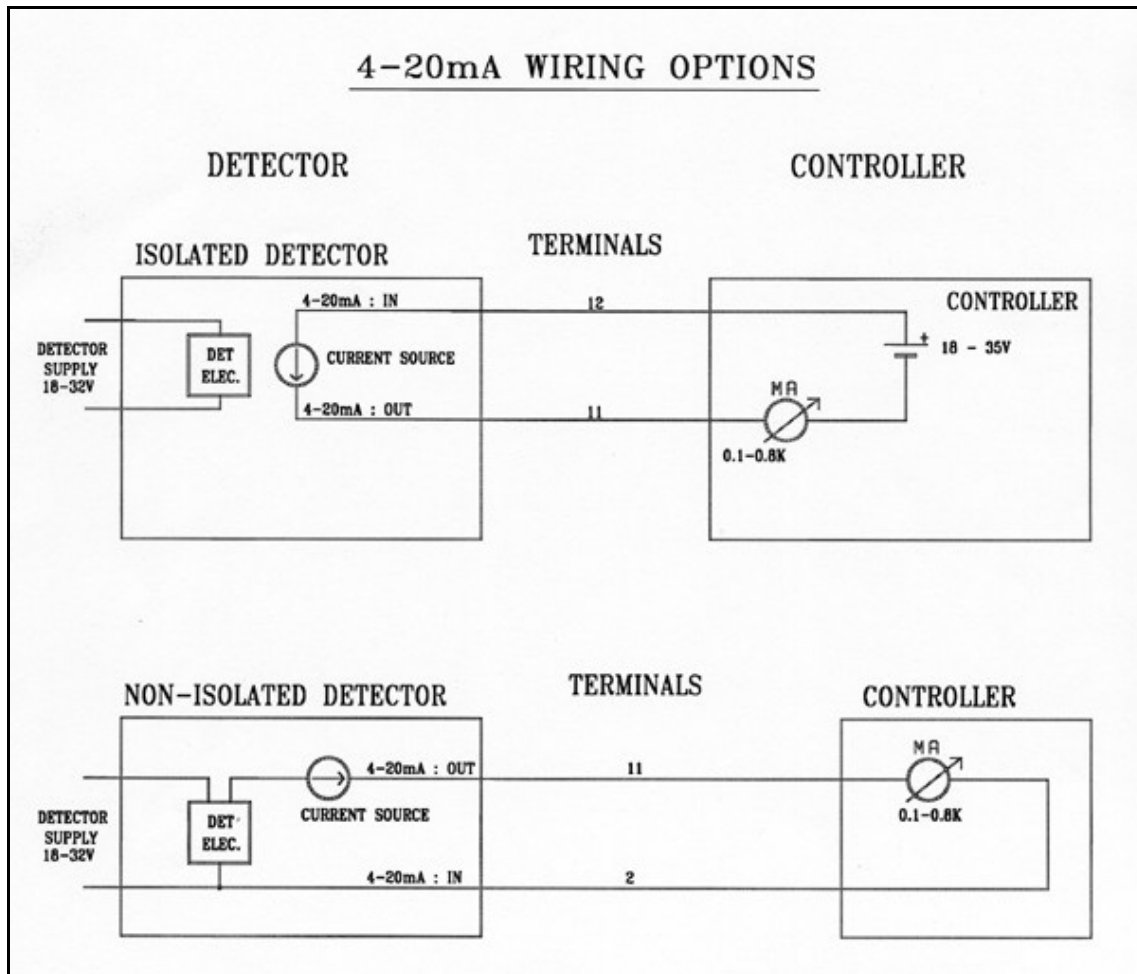 4-20mA WIRING OPTIONS
DETECTOR
CONTROLLER
ISOLATED DETECTOR
TERMINALS
4-20mA : IN
12
CONTROLLER
DETECTOR
SUPPLY
18-32V
DET
ELEC.
CURRENT SOURCE
+
18 - 35V
4-20mA : OUT
11
MA
0.1-0.8K
NON-ISOLATED DETECTOR
TERMINALS
CONTROLLER
4-20mA : OUT
11
MA
DETECTOR
SUPPLY
18-32V
DET
ELEC.
CURRENT SOURCE
0.1-0.8K
4-20mA : IN
2